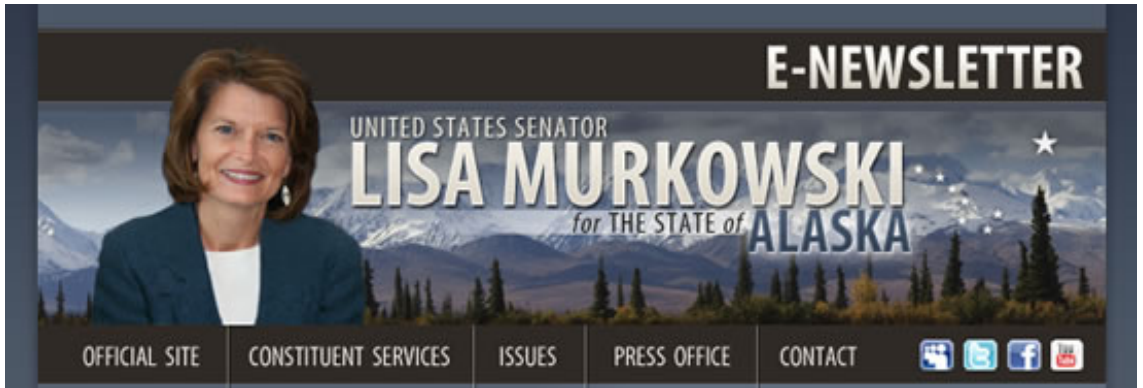 E-NEWSLETTER
UNITED STATES SENATOR
LISA MURKOWSKI
for THE STATE of ALASKA
OFFICIAL SITE CONSTITUENT SERVICES ISSUES PRESS OFFICE CONTACT